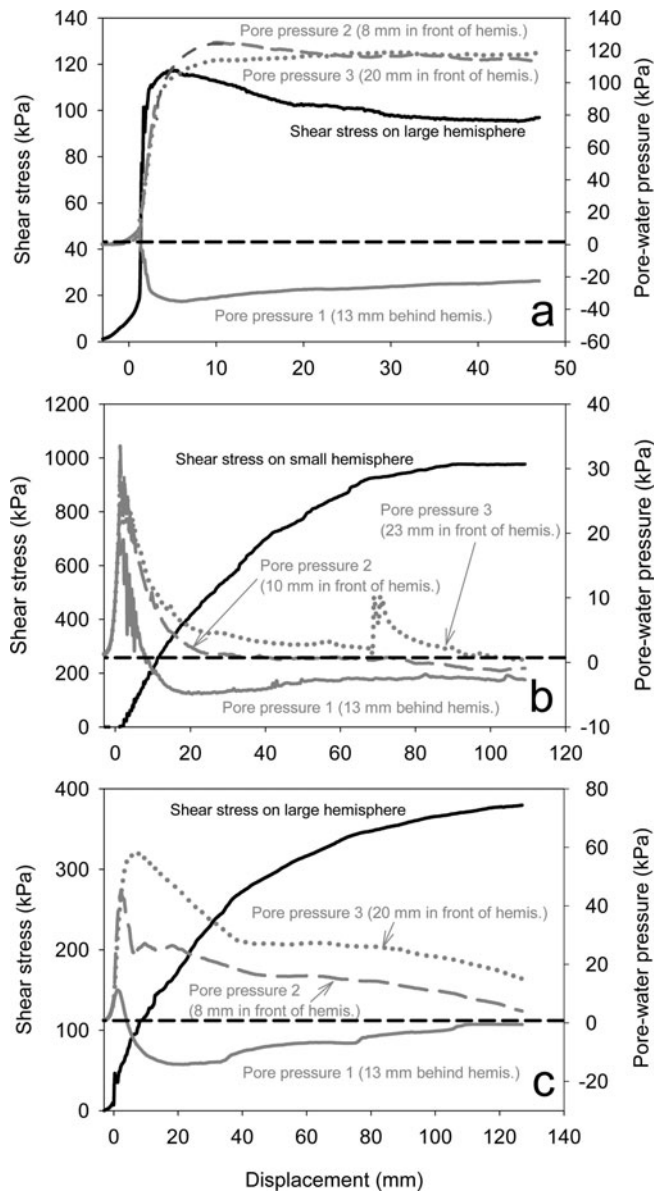 Shear stress (kPa)
140
120
100
80
60
40
20
0
Pore pressure 2 (8 mm in front of hemis.)
Pore pressure 3 (20 mm in front of hemis.)
Shear stress on large hemisphere
Pore pressure 1 (13 mm behind hemis.)
a
140
120
100
80
60
40
20
0
-20
-40
-60
Pore-water pressure (kPa)
0 10 20 30 40 50
Shear stress (kPa)
1200
1000
800
600
400
200
0
Shear stress on small hemisphere
Pore pressure 3
(23 mm in front of hemis.)
Pore pressure 2
(10 mm in front of hemis.)
Pore pressure 1 (13 mm behind hemis.)
b
40
30
20
10
0
-10
Pore-water pressure (kPa)
0 20 40 60 80 100 120
Shear stress (kPa)
400
300
200
100
0
Shear stress on large hemisphere
Pore pressure 3 (20 mm in front of hemis.)
Pore pressure 2
(8 mm in front of hemis.)
Pore pressure 1 (13 mm behind hemis.)
c
80
60
40
20
0
-20
Pore-water pressure (kPa)
0 20 40 60 80 100 120 140
Displacement (mm)